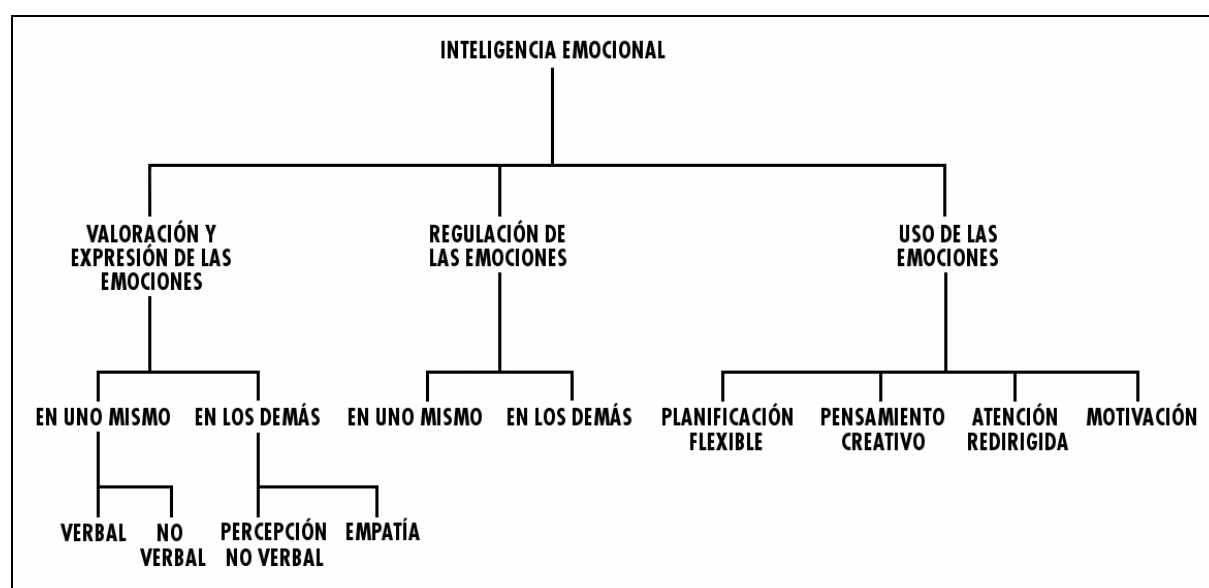 INTELIGENCIA EMOCIONAL
VALORACIÓN Y
EXPRESIÓN DE LAS
EMOCIONES
REGULACIÓN DE
LAS EMOCIONES
USO DE LAS
EMOCIONES
EN UNO MISMO
EN LOS DEMÁS
EN UNO MISMO
EN LOS DEMÁS
PLANIFICACIÓN
FLEXIBLE
PENSAMIENTO
CREATIVO
ATENCIÓN
REDIRIGIDA
MOTIVACIÓN
VERBAL
NO
VERBAL
PERCEPCIÓN
NO VERBAL
EMPATÍA